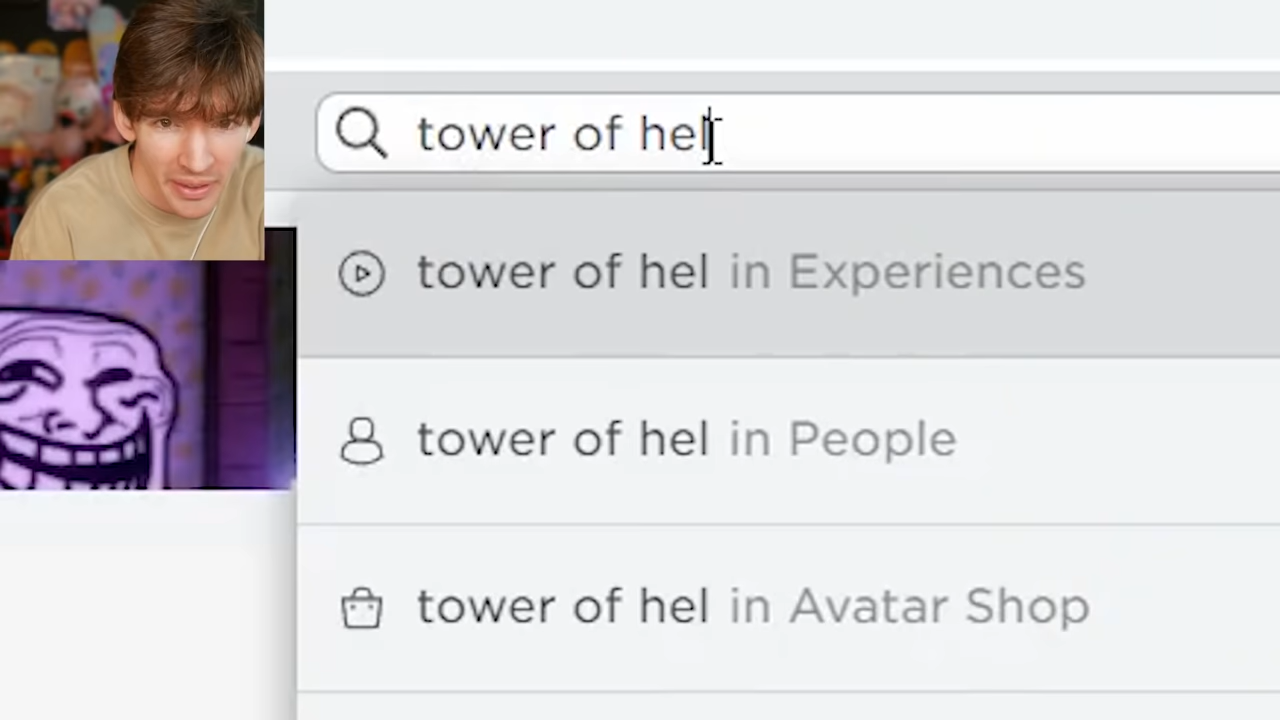 tower of hel
tower of hel in Experiences
tower of hel in People
tower of hel in Avatar Shop